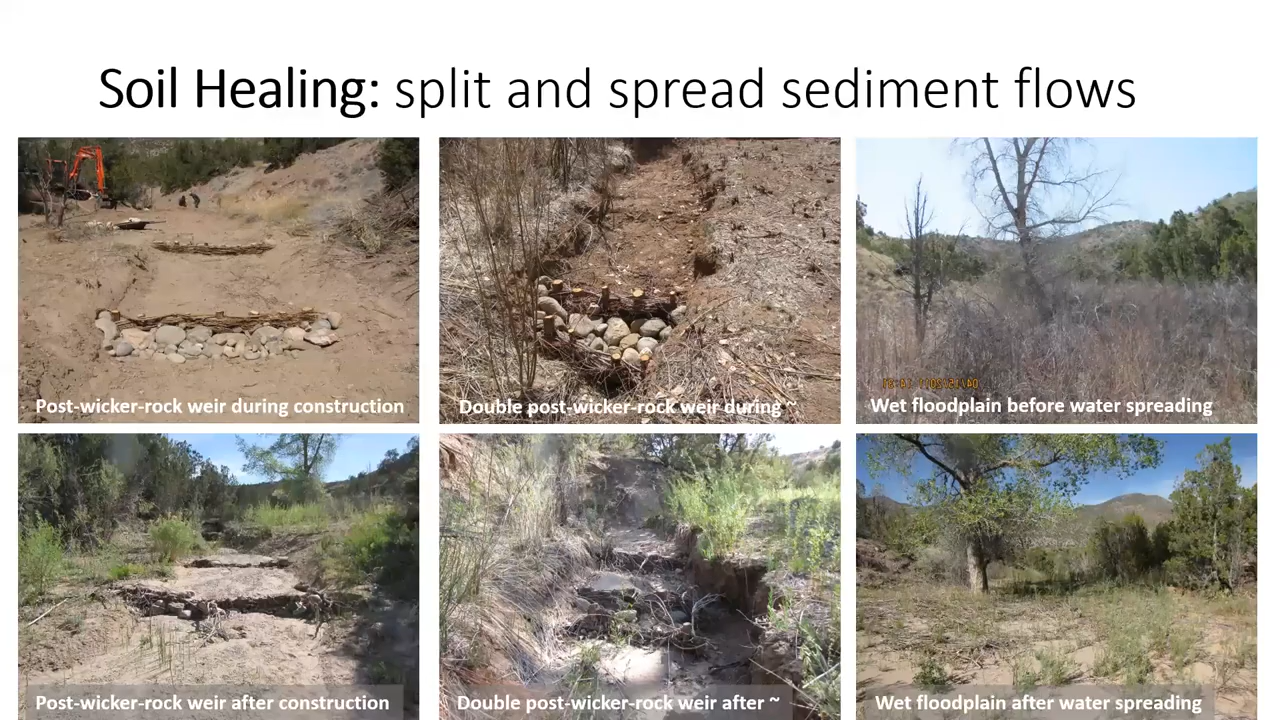 Soil Healing: split and spread sediment flows
Post-wicker-rock weir during construction
Double post-wicker-rock weir during ~
Wet floodplain before water spreading
Post-wicker-rock weir after construction
Double post-wicker-rock weir after ~
Wet floodplain after water spreading